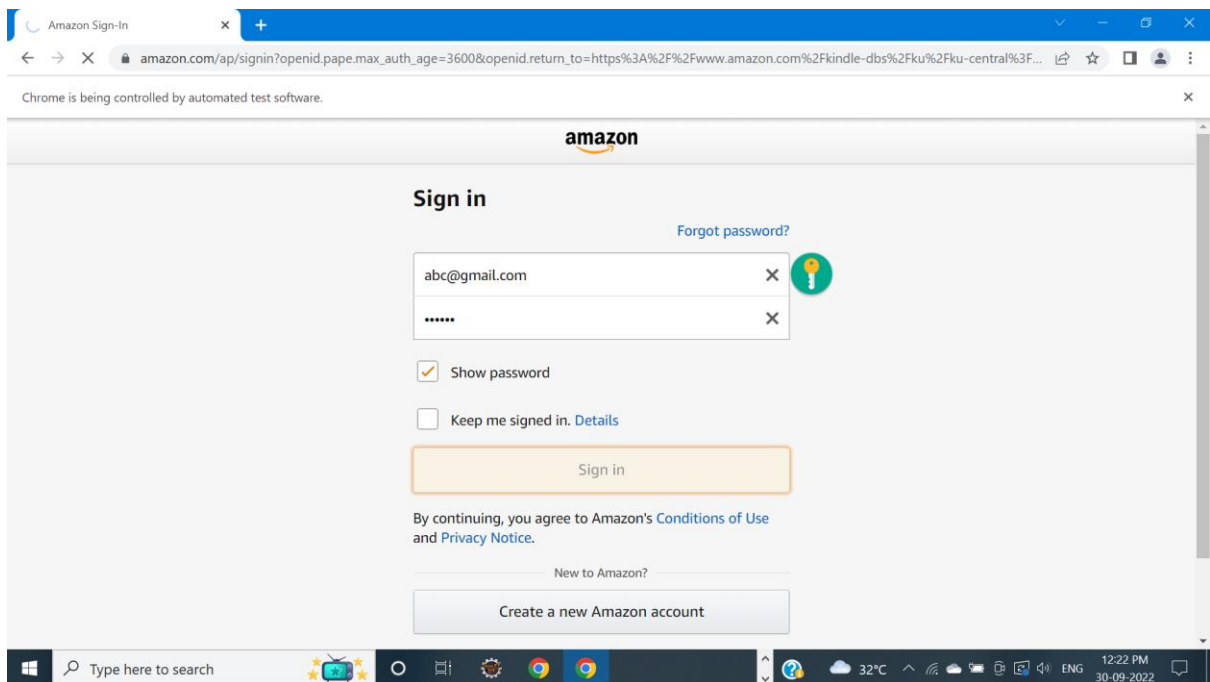 Amazon Sign-In
amazon.com/ap/signin?openid.pape.max_auth_age=3600&openid.return_to=https%3A%2F%2Fwww.amazon.com%2Fkindle-dbs%2Fku%2Fku-central%3F...
Chrome is being controlled by automated test software.
amazon
Sign in
Forgot password?
abc@gmail.com
••••••
Show password
Keep me signed in. Details
Sign in
By continuing, you agree to Amazon's Conditions of Use
and Privacy Notice.
New to Amazon?
Create a new Amazon account
Type here to search
32°C
ENG
12:22 PM
30-09-2022